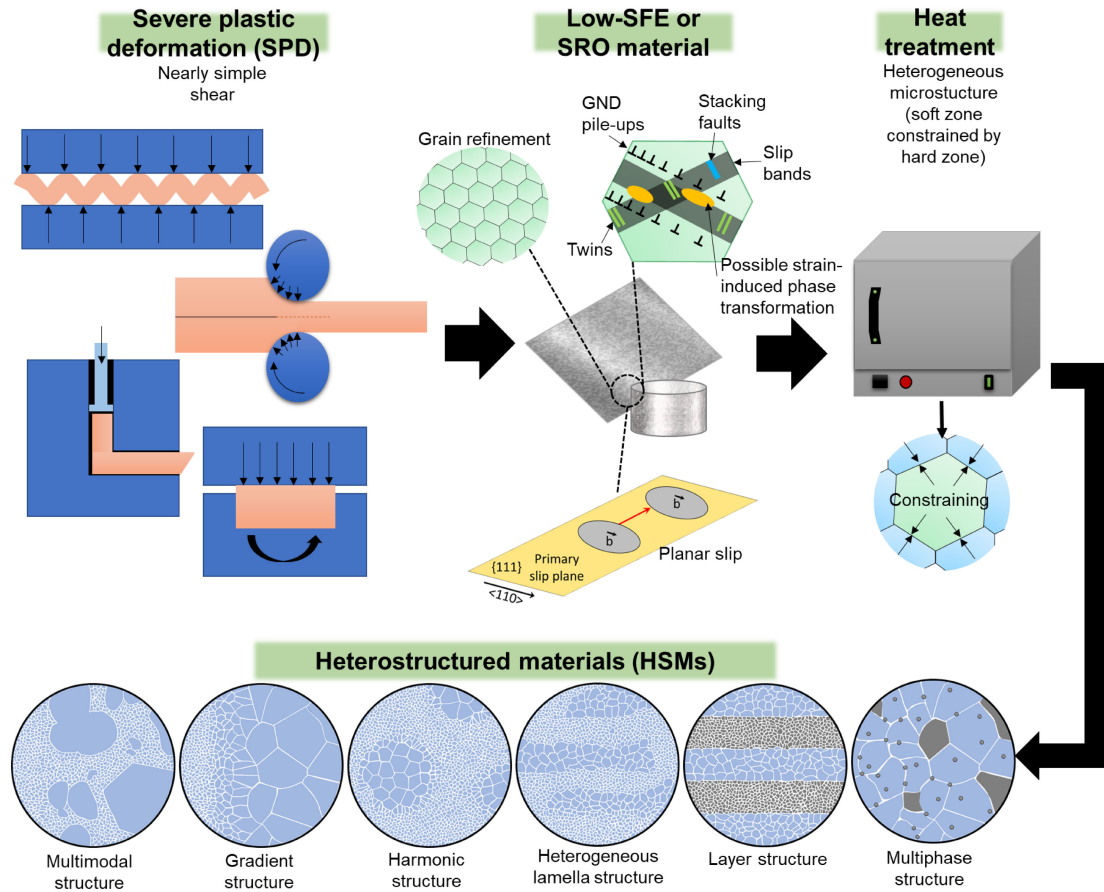 Severe plastic
deformation (SPD)
Nearly simple
shear
Low-SFE or
SRO material
Grain refinement
GND
pile-ups
Stacking
faults
Slip
bands
Twins
Possible strain-
induced phase
transformation
b
b
{111}
Primary
slip plane
<110>
Planar slip
Heat
treatment
Heterogeneous
microstucture
(soft zone
constrained by
hard zone)
Constraining
Heterostructured materials (HSMs)
Multimodal
structure
Gradient
structure
Harmonic
structure
Heterogeneous
lamella structure
Layer structure
Multiphase
structure